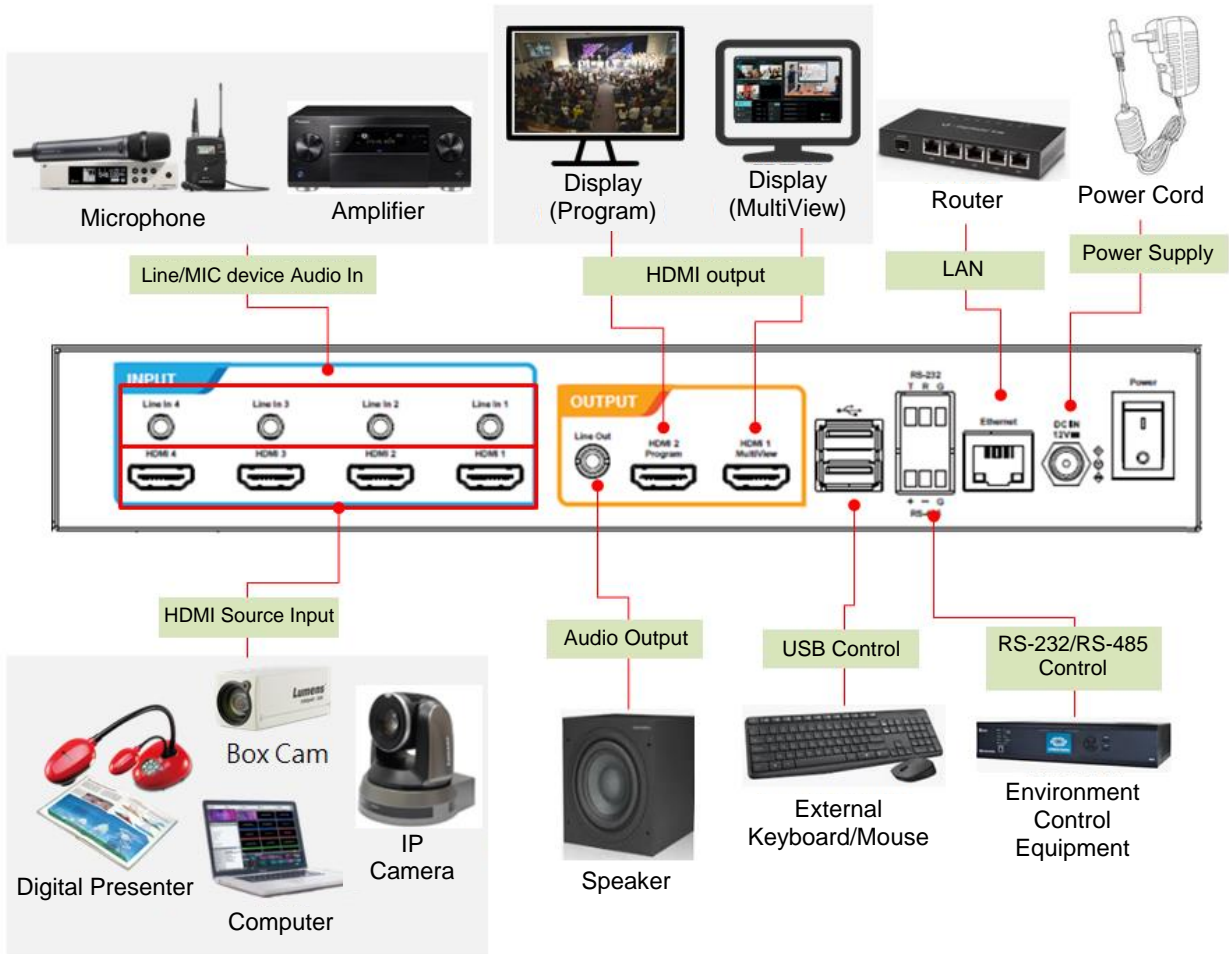 Microphone
Amplifier
Display
(Program)
Display
(MultiView)
Router
Power Cord
Line/MIC device Audio In
HDMI output
LAN
Power Supply
INPUT
Line In 4
Line In 3
Line In 2
Line In 1
HDMI 4
HDMI 3
HDMI 2
HDMI 1
OUTPUT
Line Out
HDMI 2
Program
HDMI 1
MultiView
RS-232
T R G
+ − G
Ethernet
DC IN
12V
Power
HDMI Source Input
Audio Output
USB Control
RS-232/RS-485
Control
Lumens
Box Cam
IP
Camera
Digital Presenter
Computer
Speaker
External
Keyboard/Mouse
Environment
Control
Equipment